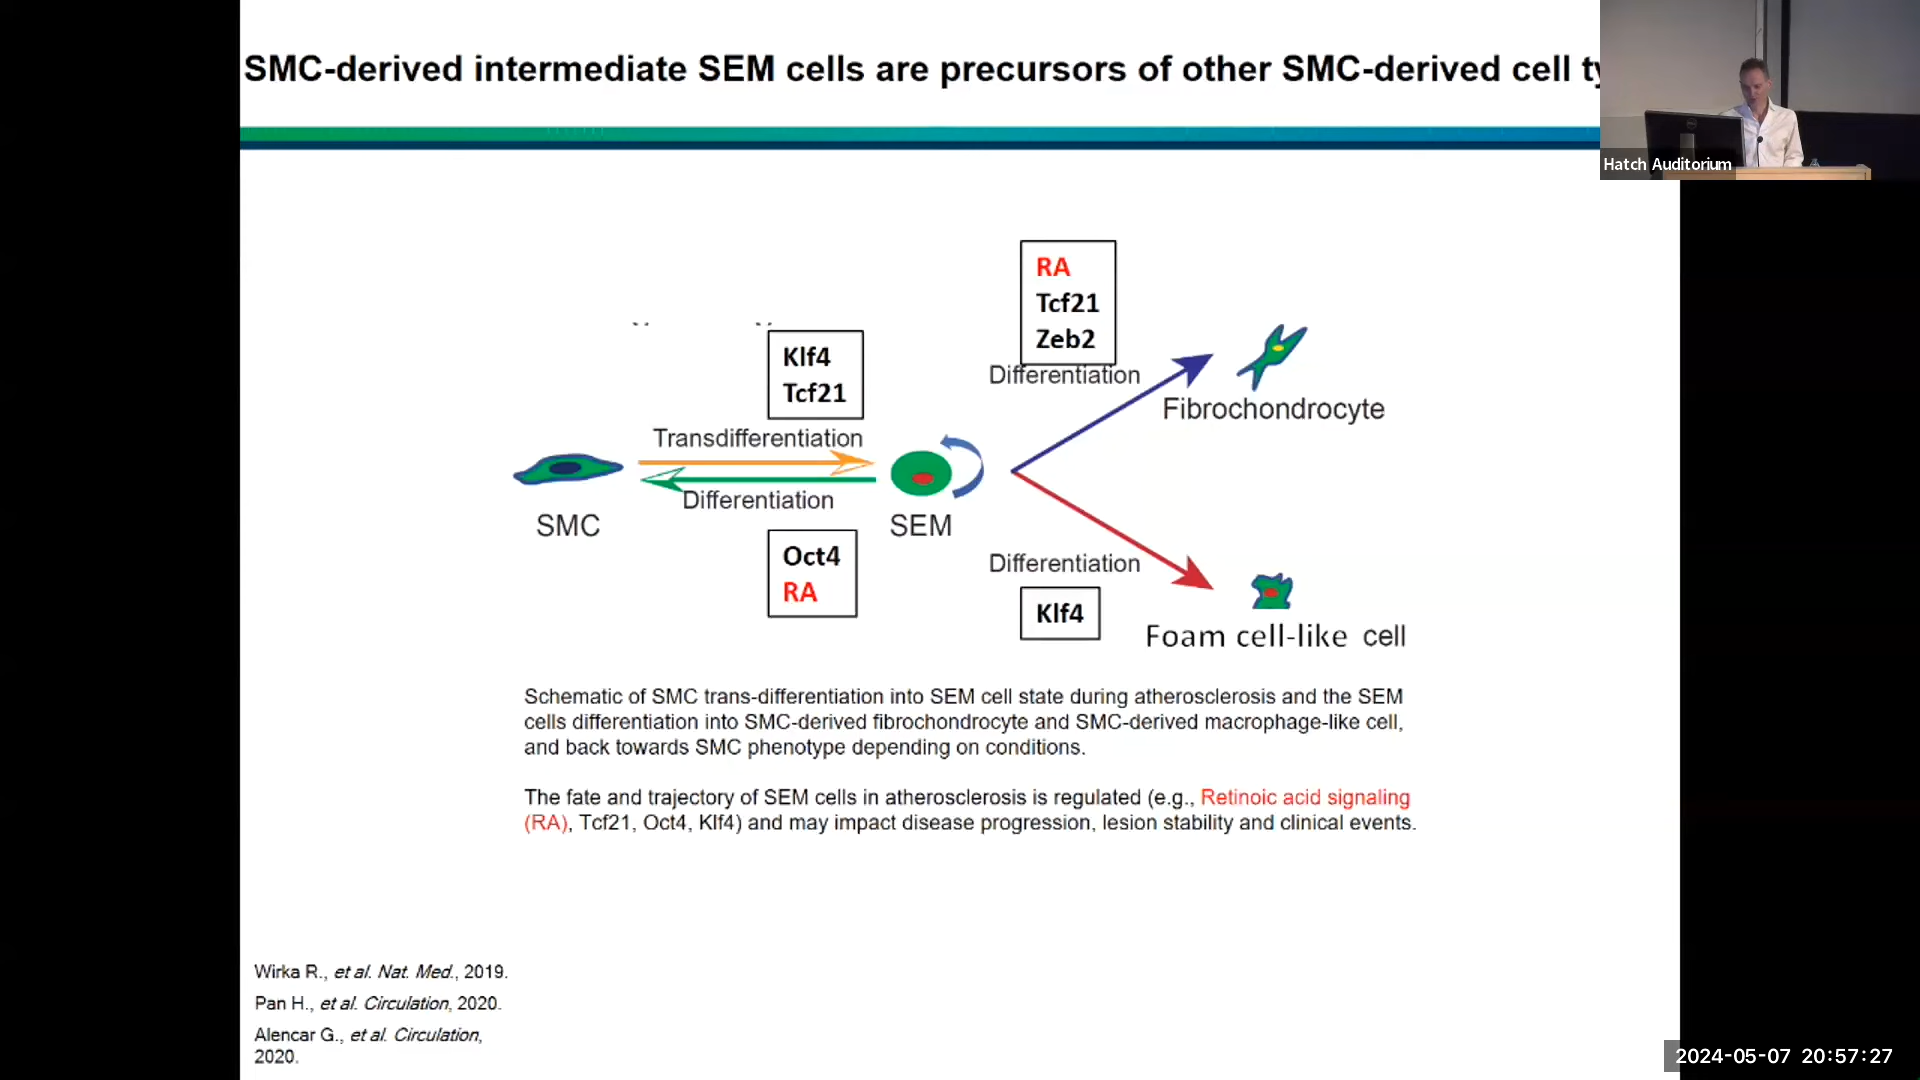 SMC-derived intermediate SEM cells are precursors of other SMC-derived cell
Hatch Auditorium
RA
Tcf21
Zeb2
Differentiation
Klf4
Tcf21
Transdifferentiation
Differentiation
Oct4
RA
SMC
SEM
Fibrochondrocyte
Differentiation
Klf4
Foam cell-like cell
Schematic of SMC trans-differentiation into SEM cell state during atherosclerosis and the SEM
cells differentiation into SMC-derived fibrochondrocyte and SMC-derived macrophage-like cell,
and back towards SMC phenotype depending on conditions.
The fate and trajectory of SEM cells in atherosclerosis is regulated (e.g., Retinoic acid signaling
(RA), Tcf21, Oct4, Klf4) and may impact disease progression, lesion stability and clinical events.
Wirka R., et al. Nat. Med., 2019.
Pan H., et al. Circulation, 2020.
Alencar G., et al. Circulation,
2020.
2024-05-07 20:57:27